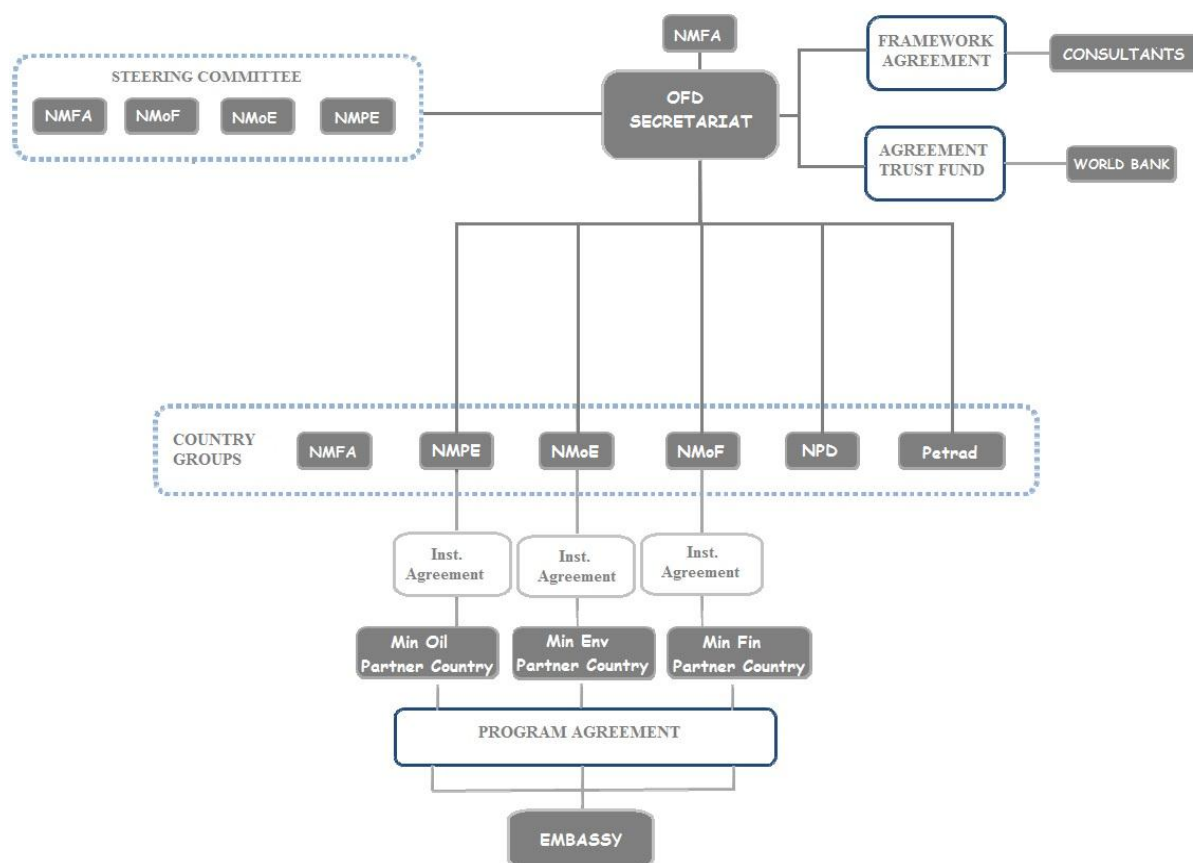 NMFA
STEERING COMMITTEE
NMFA NMoF NMoE NMPE
OFD
SECRETARIAT
FRAMEWORK
AGREEMENT
CONSULTANTS
AGREEMENT
TRUST FUND
WORLD BANK
COUNTRY
GROUPS
NMFA NMPE NMoE NMoF NPD Petrad
Inst.
Agreement
Inst.
Agreement
Inst.
Agreement
Min Oil
Partner Country
Min Env
Partner Country
Min Fin
Partner Country
PROGRAM AGREEMENT
EMBASSY